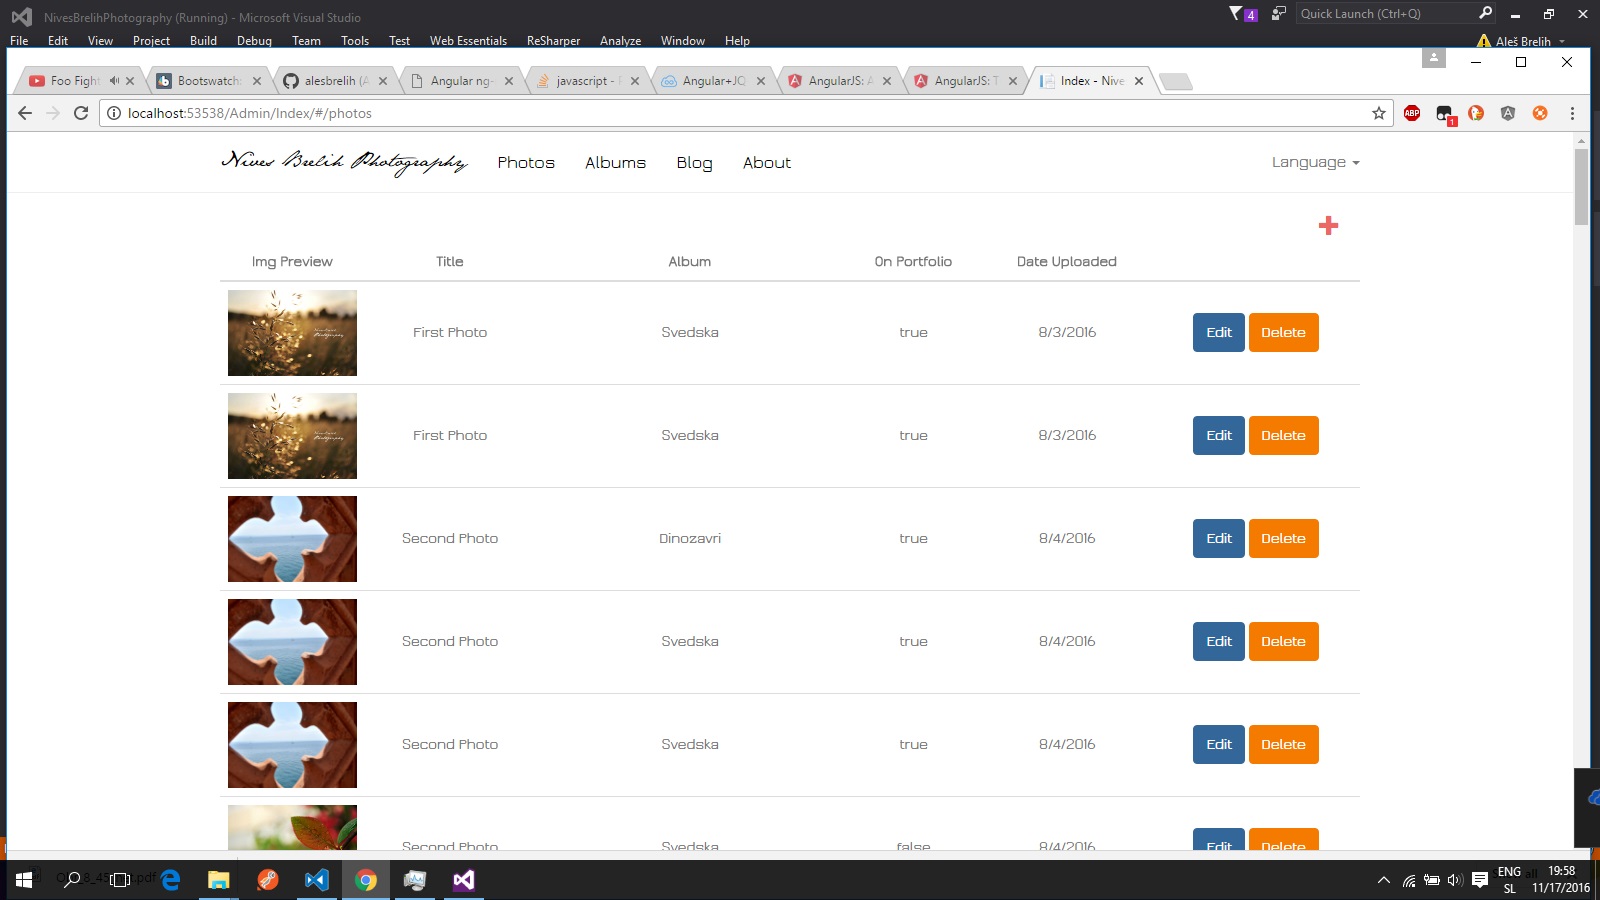 NivesBrelihPhotography (Running) - Microsoft Visual Studio
4
Quick Launch (Ctrl+Q)
File Edit View Project Build Debug Team Tools Test Web Essentials ReSharper Analyze Window Help
Aleš Brelih
Foo Fight
Bootswatch:
alesbrelih (A
Angular ng-
javascript -
Angular+JQ
AngularJS: A
AngularJS: T
Index - Nive
localhost:53538/Admin/Index/#/photos
ABP
1
Nives Brelih Photography
Photos Albums Blog About
Language
Img Preview Title Album On Portfolio Date Uploaded
First Photo Svedska true 8/3/2016 Edit Delete
First Photo Svedska true 8/3/2016 Edit Delete
Second Photo Dinozavri true 8/4/2016 Edit Delete
Second Photo Svedska true 8/4/2016 Edit Delete
Second Photo Svedska true 8/4/2016 Edit Delete
Second Photo Svedska false 8/4/2016 Edit Delete
ENG
SL
19:58
11/17/2016